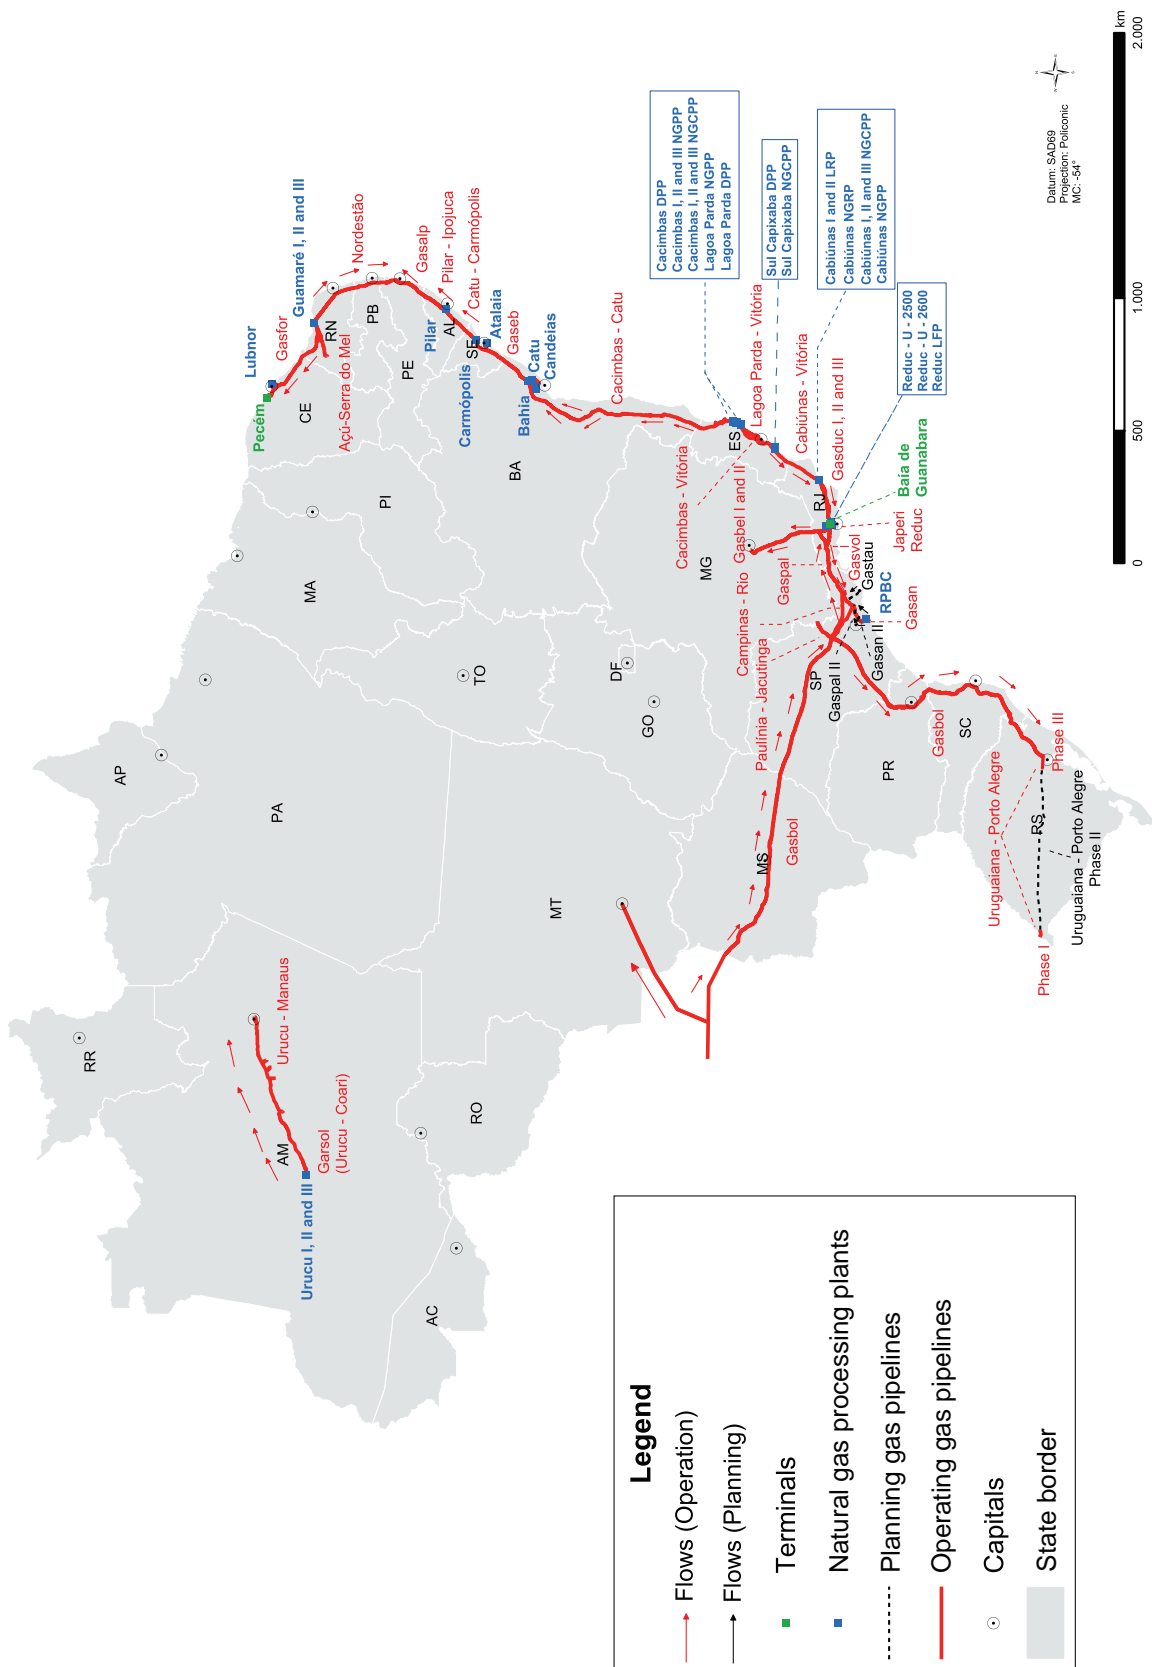 RR
AP
AM
PA
MA
CE
RN
PB
PE
AL
SE
PI
BA
TO
AC
RO
MT
DF
GO
MG
ES
RJ
SP
MS
PR
SC
RS
Urucu I, II and III
Garsol
(Urucu - Coari)
Urucu - Manaus
Pecém
Lubnor
Gasfor
Açú-Serra do Mel
Guamaré I, II and III
Nordestão
Gasalp
Pilar - Ipojuca
Pilar
Catu - Carmópolis
Carmópolis
Atalaia
Gaseb
Bahia
Catu
Candeias
Cacimbas - Catu
Cacimbas DPP
Cacimbas I, II and III NGPP
Cacimbas I, II and III NGCPP
Lagoa Parda NGPP
Lagoa Parda DPP
Sul Capixaba DPP
Sul Capixaba NGCPP
Cabiúnas I and II LRP
Cabiúnas NGRP
Cabiúnas I, II and III NGCPP
Cabiúnas NGPP
Reduc - U - 2500
Reduc - U - 2600
Reduc LFP
Cacimbas - Vitória
Lagoa Parda - Vitória
Cabiúnas - Vitória
Gasduc I, II and III
Gasbel I and II
Baia de
Guanabara
Japeri
Reduc
Gaspal
Gasvol
Gastau
Campinas - Rio
RPBC
Gasan
Gasan II
Gaspal II
Paulínia - Jacutinga
Gasbol
Gasbol
Uruguaiana - Porto Alegre
Phase I
Phase III
Uruguaiana - Porto Alegre
Phase II
Legend
Flows (Operation)
Flows (Planning)
Terminals
Natural gas processing plants
Planning gas pipelines
Operating gas pipelines
Capitals
State border
Datum: SAD69
Projection: Policonic
MC: -54°
0
500
1.000
2.000
km